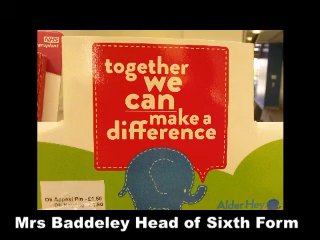 NHS
together
we
can
make a
difference
Alder Hey
Mrs Baddeley Head of Sixth Form